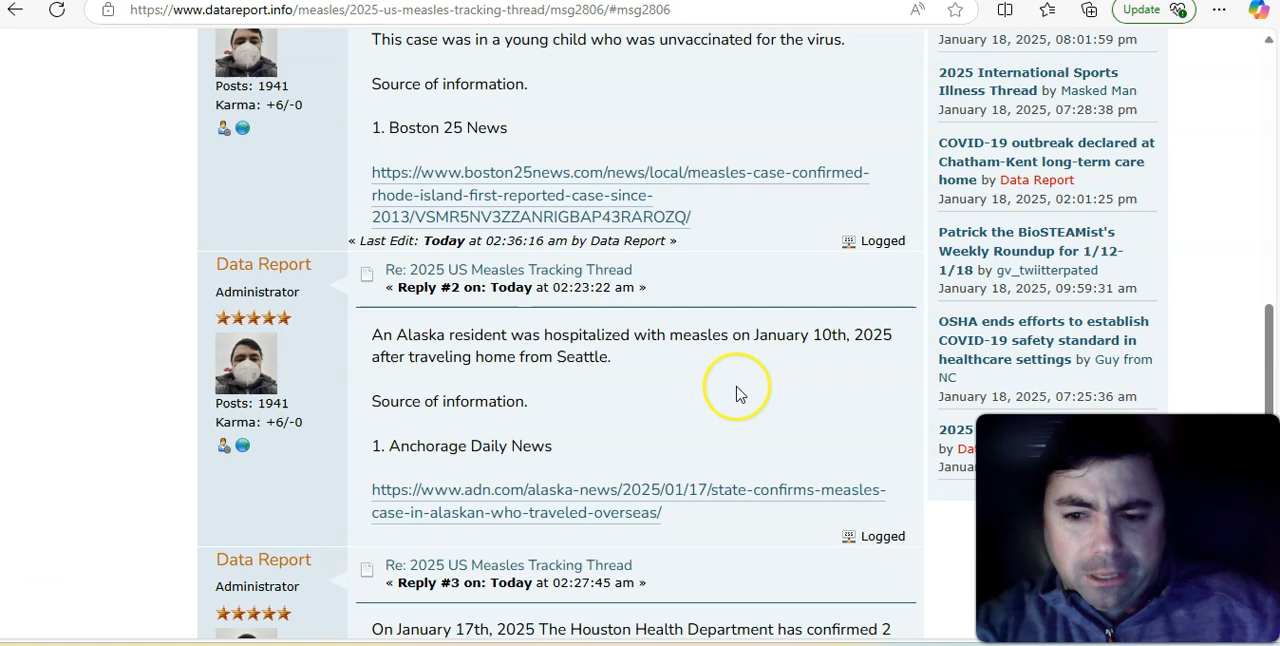 https://www.datareport.info/measles/2025-us-measles-tracking-thread/msg2806/#msg2806
Update
This case was in a young child who was unvaccinated for the virus.
Posts: 1941
Karma: +6/-0
Source of information.
1. Boston 25 News
https://www.boston25news.com/news/local/measles-case-confirmed-
rhode-island-first-reported-case-since-
2013/VSMR5NV3ZZANRIGBAP43RAROZQ/
« Last Edit: Today at 02:36:16 am by Data Report »
Logged
Data Report
Administrator
Posts: 1941
Karma: +6/-0
Re: 2025 US Measles Tracking Thread
« Reply #2 on: Today at 02:23:22 am »
An Alaska resident was hospitalized with measles on January 10th, 2025
after traveling home from Seattle.
Source of information.
1. Anchorage Daily News
https://www.adn.com/alaska-news/2025/01/17/state-confirms-measles-
case-in-alaskan-who-traveled-overseas/
Logged
Data Report
Administrator
Re: 2025 US Measles Tracking Thread
« Reply #3 on: Today at 02:27:45 am »
On January 17th, 2025 The Houston Health Department has confirmed 2
January 18, 2025, 08:01:59 pm
2025 International Sports
Illness Thread by Masked Man
January 18, 2025, 07:28:38 pm
COVID-19 outbreak declared at
Chatham-Kent long-term care
home by Data Report
January 18, 2025, 02:01:25 pm
Patrick the BioSTEAMist's
Weekly Roundup for 1/12-
1/18 by gv_twiitterpated
January 18, 2025, 09:59:31 am
OSHA ends efforts to establish
COVID-19 safety standard in
healthcare settings by Guy from
NC
January 18, 2025, 07:25:36 am
2025
by Da
Janua